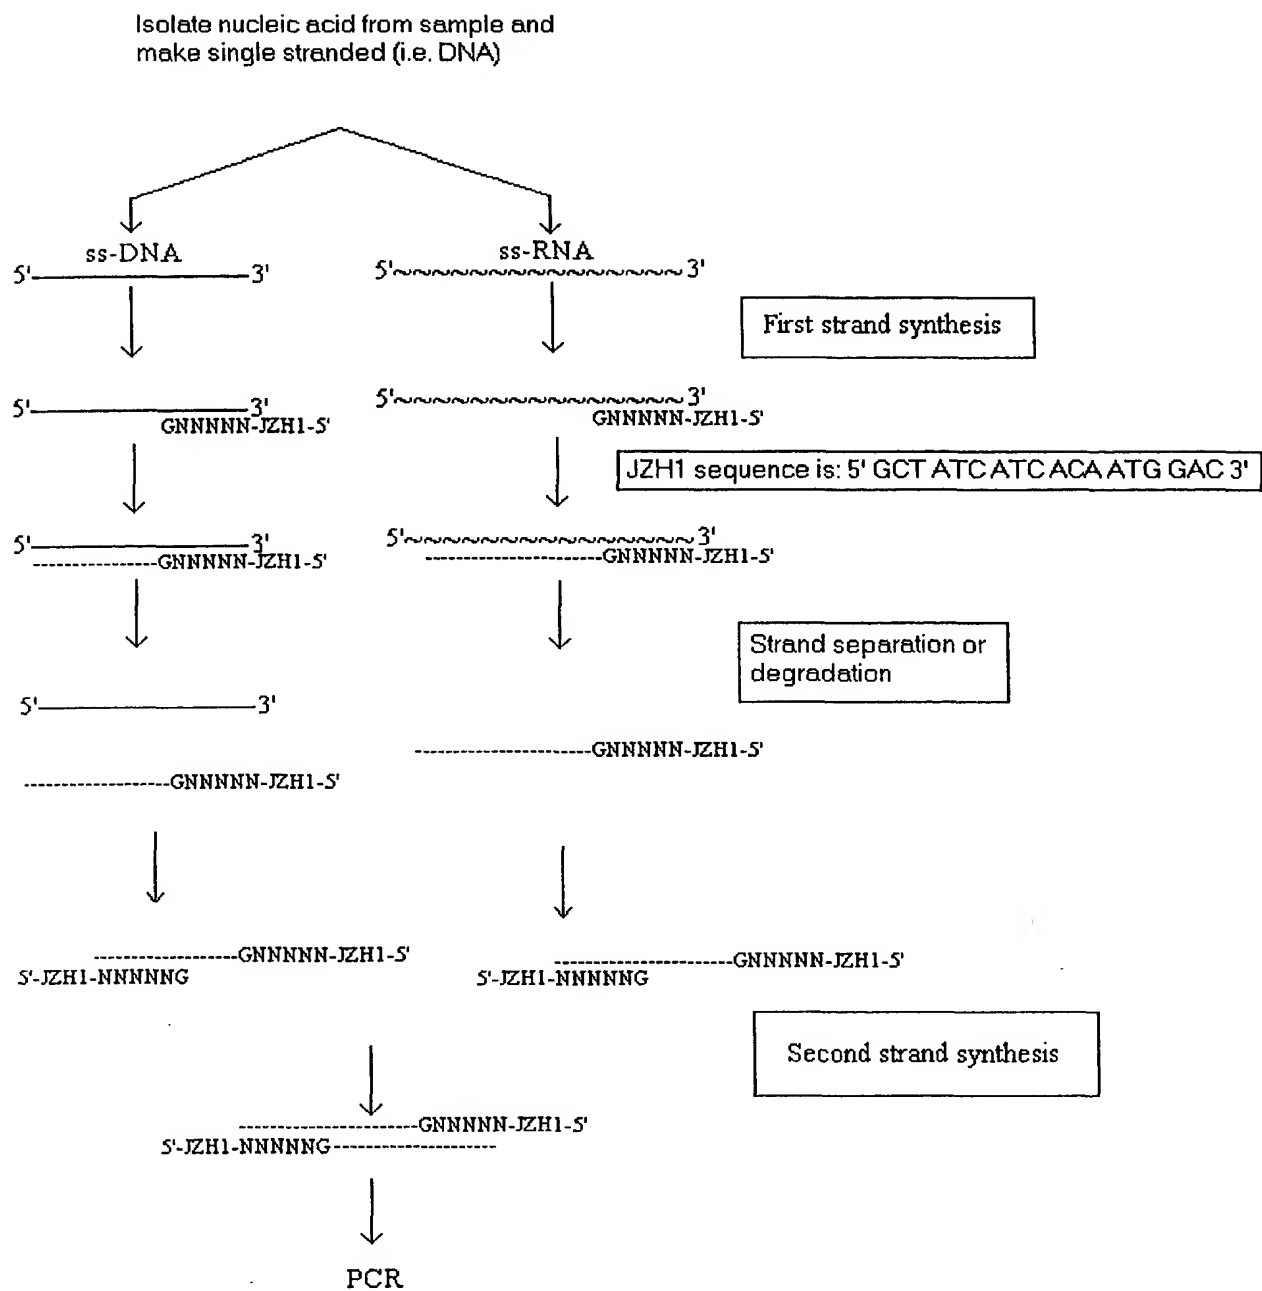 Isolate nucleic acid from sample and
make single stranded (i.e. DNA)
ss-DNA
5' 3'
ss-RNA
5'~~~~~~~~~~~~~~~~3'
First strand synthesis
5' 3'
GNNNNN-JZH1-5'
5'~~~~~~~~~~~~~~~~3'
GNNNNN-JZH1-5'
JZH1 sequence is: 5' GCT ATC ATC ACA ATG GAC 3'
5' 3'
----------------GNNNNN-JZH1-5'
5'~~~~~~~~~~~~~~~~3'
----------------------GNNNNN-JZH1-5'
Strand separation or
degradation
5' 3'
----------------------GNNNNN-JZH1-5'
-------------------GNNNNN-JZH1-5'
-------------------GNNNNN-JZH1-5'
5'-JZH1-NNNNNG
-----------------------GNNNNN-JZH1-5'
5'-JZH1-NNNNNG
Second strand synthesis
-----------------------GNNNNN-JZH1-5'
5'-JZH1-NNNNNG---------------------
PCR